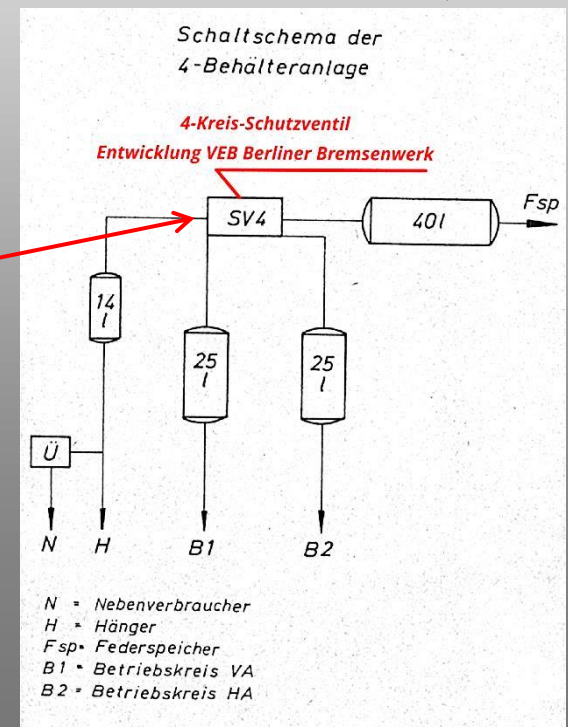 Schaltschema der
4-Behälteranlage
4-Kreis-Schutzventil
Entwicklung VEB Berliner Bremsenwerk
SV4
40l
Fsp
14
l
25
l
25
l
Ü
N
H
B1
B2
N = Nebenverbraucher
H = Hänger
Fsp= Federspeicher
B1 = Betriebskreis VA
B2 = Betriebskreis HA